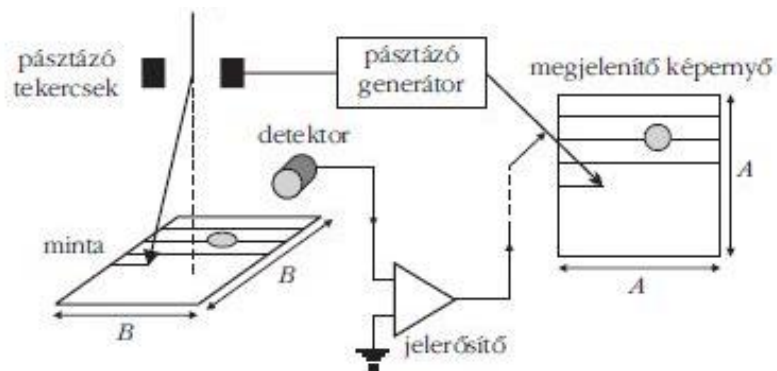 pásztázó
tekercsek
pásztázó
generátor
megjelenítő képernyő
detektor
A
minta
B
B
A
jelerősítő